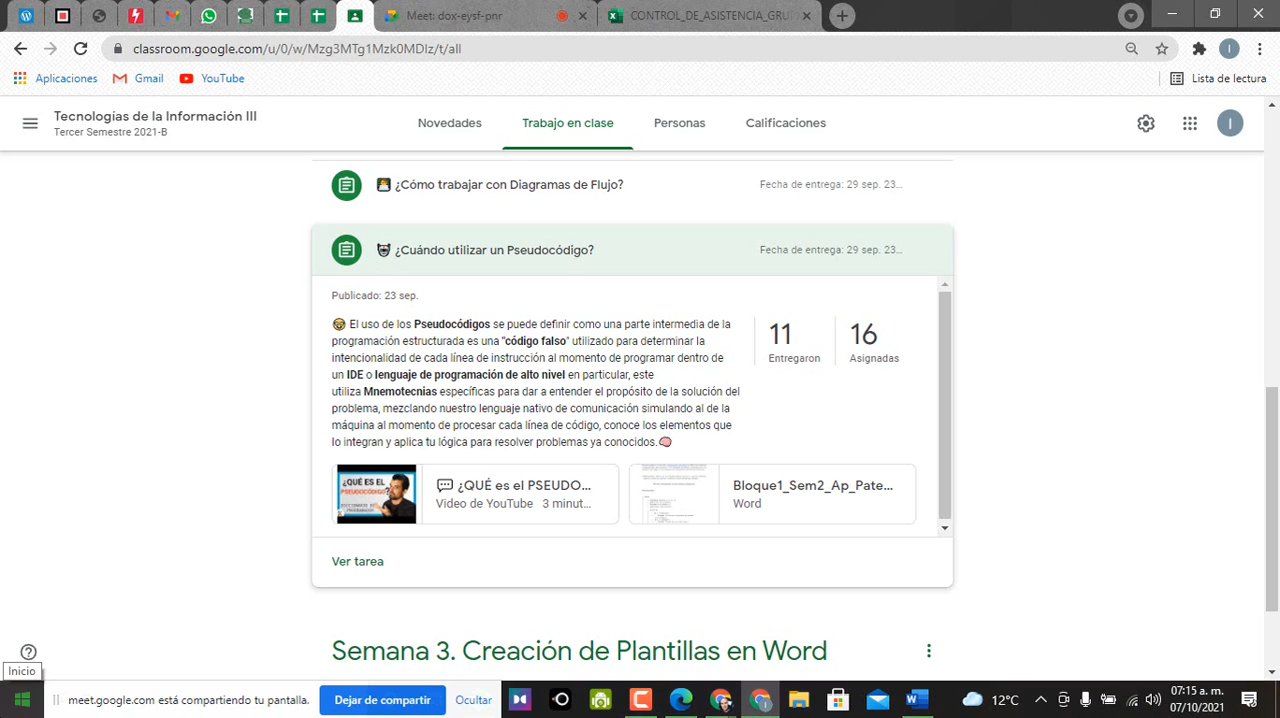 Meet: dox-eysf-pnr
CONTROL_DE_ASISTENCIA_GRU
classroom.google.com/u/0/w/Mzg3MTg1Mzk0MDIz/t/all
Aplicaciones
Gmail
YouTube
Lista de lectura
Tecnologías de la Información III
Tercer Semestre 2021-B
Novedades
Trabajo en clase
Personas
Calificaciones
I
¿Cómo trabajar con Diagramas de Flujo?
Fecha de entrega: 29 sep. 23...
¿Cuándo utilizar un Pseudocódigo?
Fecha de entrega: 29 sep. 23...
Publicado: 23 sep.
El uso de los Pseudocódigos se puede definir como una parte intermedia de la
programación estructurada es una "código falso" utilizado para determinar la
intencionalidad de cada línea de instrucción al momento de programar dentro de
un IDE o lenguaje de programación de alto nivel en particular, este
utiliza Mnemotecnias específicas para dar a entender el propósito de la solución del
problema, mezclando nuestro lenguaje nativo de comunicación simulando al de la
máquina al momento de procesar cada línea de código, conoce los elementos que
lo integran y aplica tu lógica para resolver problemas ya conocidos.
11
Entregaron
16
Asignadas
¿QUÉ ES EL
PSEUDOCÓDIGO?
¿QUÉ es el PSEUDO...
Video de YouTube 3 minut...
Bloque1_Sem2_Ap_Pate...
Word
Ver tarea
Semana 3. Creación de Plantillas en Word
Inicio
meet.google.com está compartiendo tu pantalla.
Dejar de compartir
Ocultar
12°C
07:15 a. m.
07/10/2021